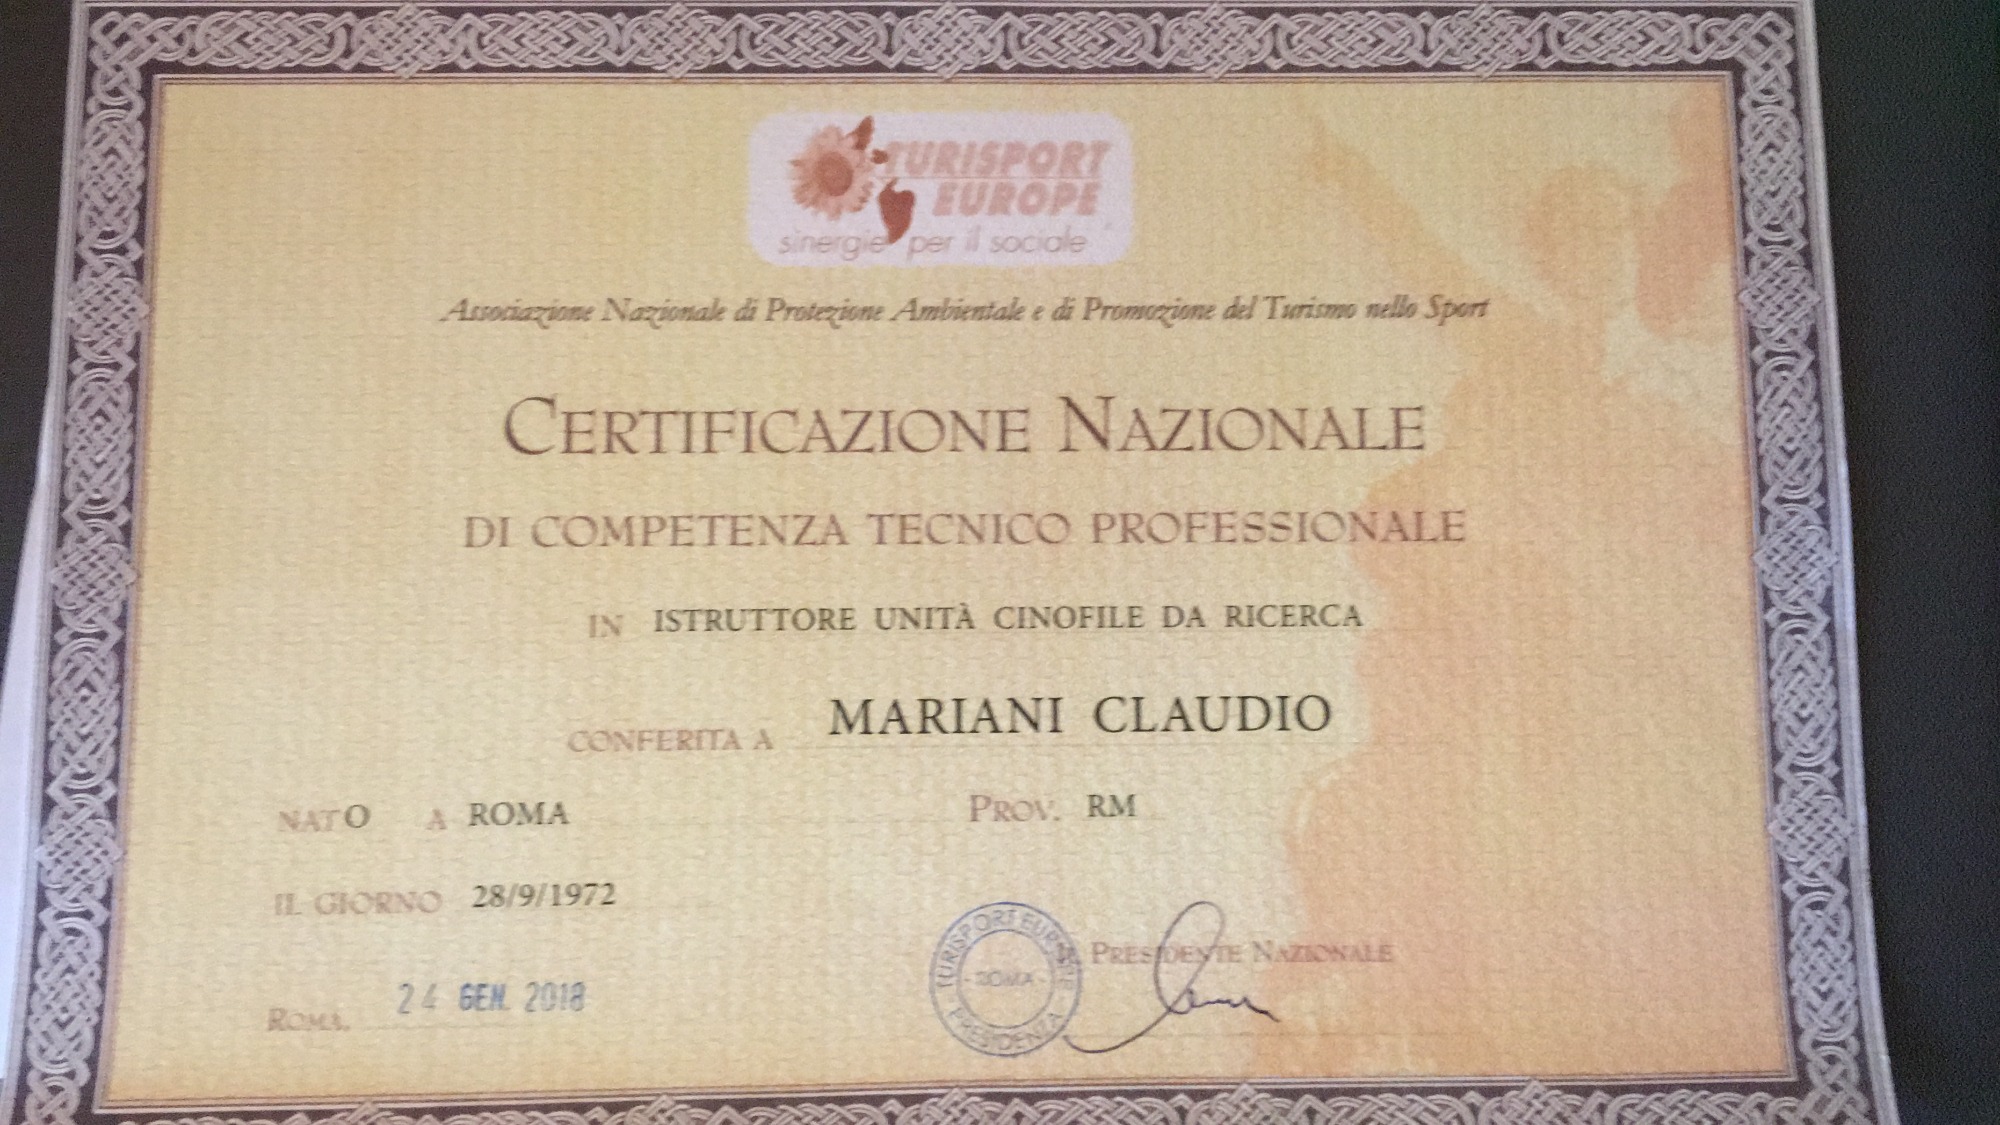 TURISPORT
EUROPE
sinergie per il sociale
Associazione Nazionale di Protezione Ambientale e di Promozione del Turismo nello Sport
CERTIFICAZIONE NAZIONALE
DI COMPETENZA TECNICO PROFESSIONALE
IN ISTRUTTORE UNITÀ CINOFILE DA RICERCA
CONFERITA A MARIANI CLAUDIO
NATO A ROMA PROV. RM
IL GIORNO 28/9/1972
IL PRESIDENTE NAZIONALE
ROMA, 24 GEN. 2018
TURISPORT EUROPE
- ROMA -
PRESIDENZA